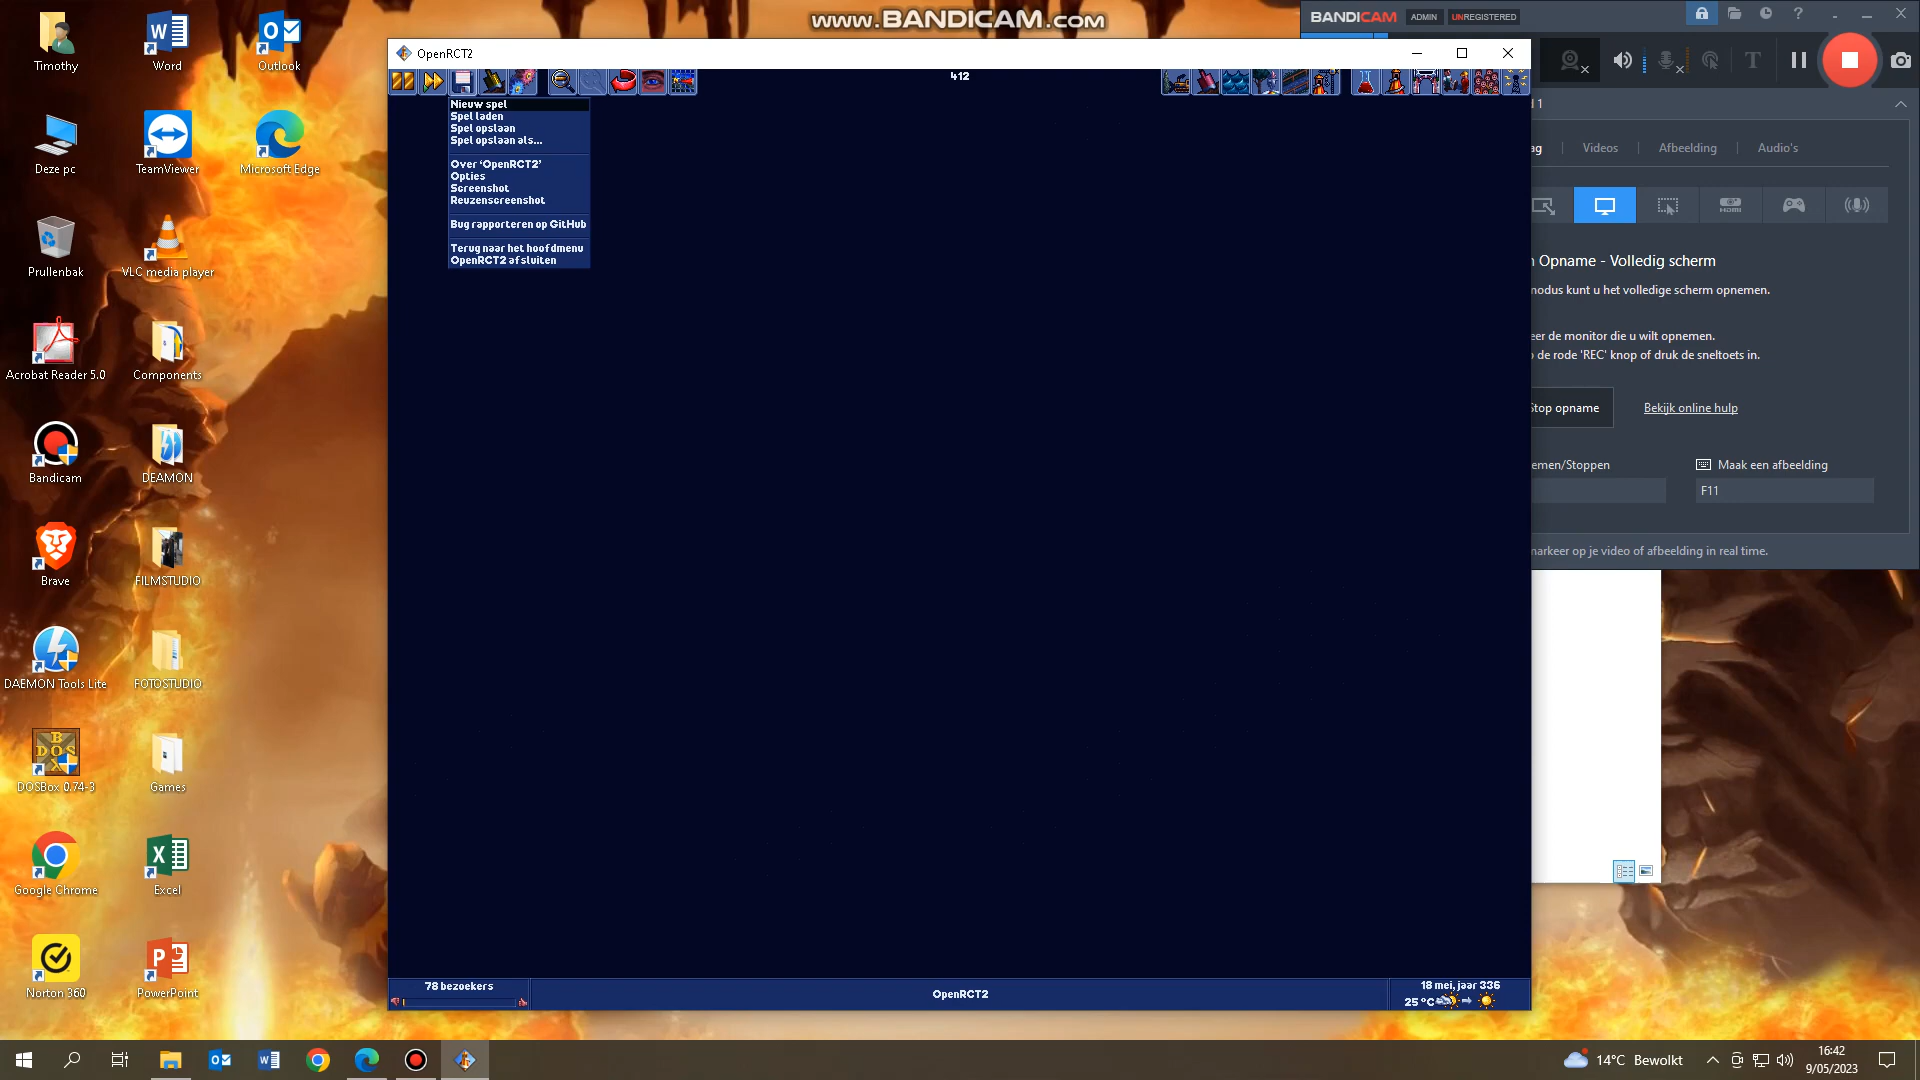 www.BANDICAM.com
BANDICAM
ADMIN
UNREGISTERED
OpenRCT2
412
Nieuw spel
Spel laden
Spel opslaan
Spel opslaan als...
Over ‘OpenRCT2’
Opties
Screenshot
Reuzenscreenshot
Bug rapporteren op GitHub
Terug naar het hoofdmenu
OpenRCT2 afsluiten
78 bezoekers
OpenRCT2
18 mei, jaar 336
25 °C
Timothy
Word
Outlook
Deze pc
TeamViewer
Microsoft Edge
Prullenbak
VLC media player
Acrobat Reader 5.0
Components
Bandicam
DEAMON
Brave
FILMSTUDIO
DAEMON Tools Lite
FOTOSTUDIO
DOSBox 0.74-3
Games
Google Chrome
Excel
Norton 360
PowerPoint
d 1
ag
Videos
Afbeelding
Audio's
HDMI
n Opname - Volledig scherm
modus kunt u het volledige scherm opnemen.
eer de monitor die u wilt opnemen.
de rode 'REC' knop of druk de sneltoets in.
Stop opname
Bekijk online hulp
emen/Stoppen
Maak een afbeelding
F11
markeer op je video of afbeelding in real time.
14°C Bewolkt
16:42
9/05/2023